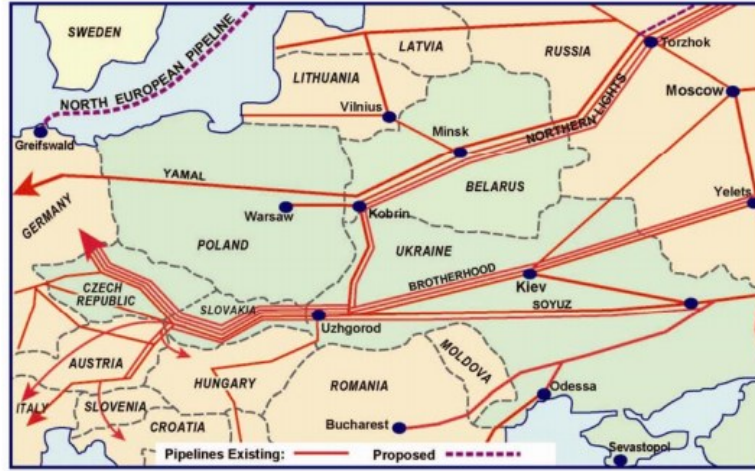 SWEDEN
NORTH EUROPEAN PIPELINE
LATVIA
RUSSIA
Torzhok
LITHUANIA
Vilnius
Moscow
Greifswald
Minsk
NORTHERN LIGHTS
YAMAL
BELARUS
GERMANY
Warsaw
Kobrin
Yelets
POLAND
UKRAINE
BROTHERHOOD
Kiev
CZECH
REPUBLIC
SLOVAKIA
SOYUZ
Uzhgorod
AUSTRIA
HUNGARY
MOLDOVA
ROMANIA
Odessa
ITALY
SLOVENIA
CROATIA
Bucharest
Pipelines Existing: Proposed
Sevastopol